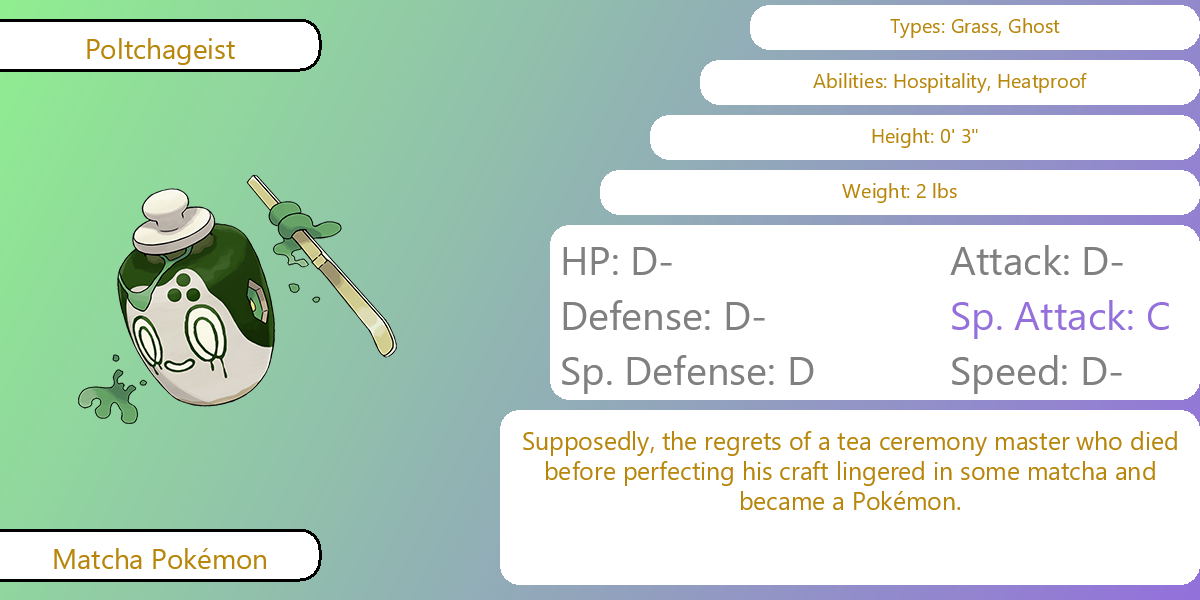 Poltchageist
Types: Grass, Ghost
Abilities: Hospitality, Heatproof
Height: 0' 3"
Weight: 2 lbs
HP: D-
Attack: D-
Defense: D-
Sp. Attack: C
Sp. Defense: D
Speed: D-
Supposedly, the regrets of a tea ceremony master who died
before perfecting his craft lingered in some matcha and
became a Pokémon.
Matcha Pokémon